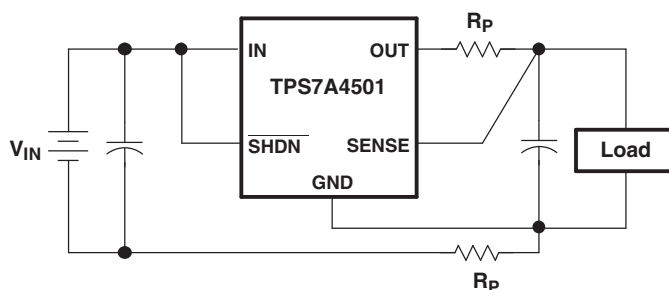 R_P
IN
OUT
TPS7A4501
V_IN
SHDN
SENSE
Load
GND
R_P